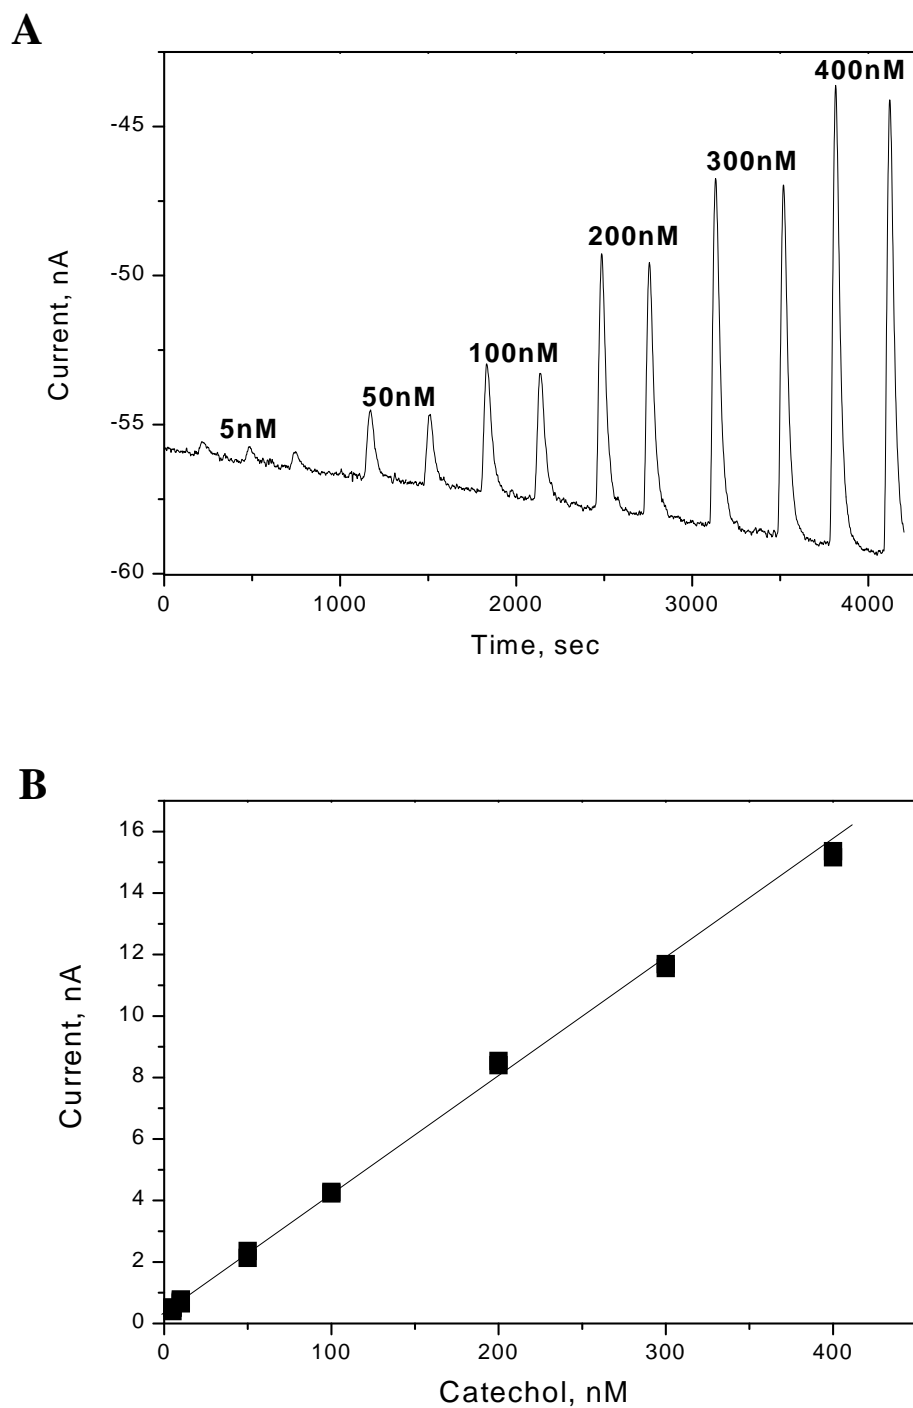 A
400nM
-45
300nM
200nM
-50
Current, nA
100nM
50nM
-55
5nM
-60
0 1000 2000 3000 4000
Time, sec
B
16
14
12
10
Current, nA
8
6
4
2
0
0 100 200 300 400
Catechol, nM